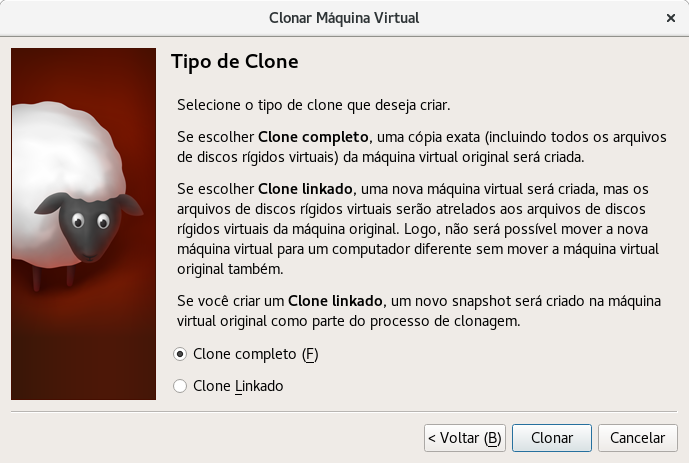 Clonar Máquina Virtual
Tipo de Clone
Selecione o tipo de clone que deseja criar.
Se escolher Clone completo, uma cópia exata (incluindo todos os arquivos
de discos rígidos virtuais) da máquina virtual original será criada.
Se escolher Clone linkado, uma nova máquina virtual será criada, mas os
arquivos de discos rígidos virtuais serão atrelados aos arquivos de discos
rígidos virtuais da máquina original. Logo, não será possível mover a nova
máquina virtual para um computador diferente sem mover a máquina virtual
original também.
Se você criar um Clone linkado, um novo snapshot será criado na máquina
virtual original como parte do processo de clonagem.
Clone completo (F)
Clone Linkado
< Voltar (B)
Clonar
Cancelar